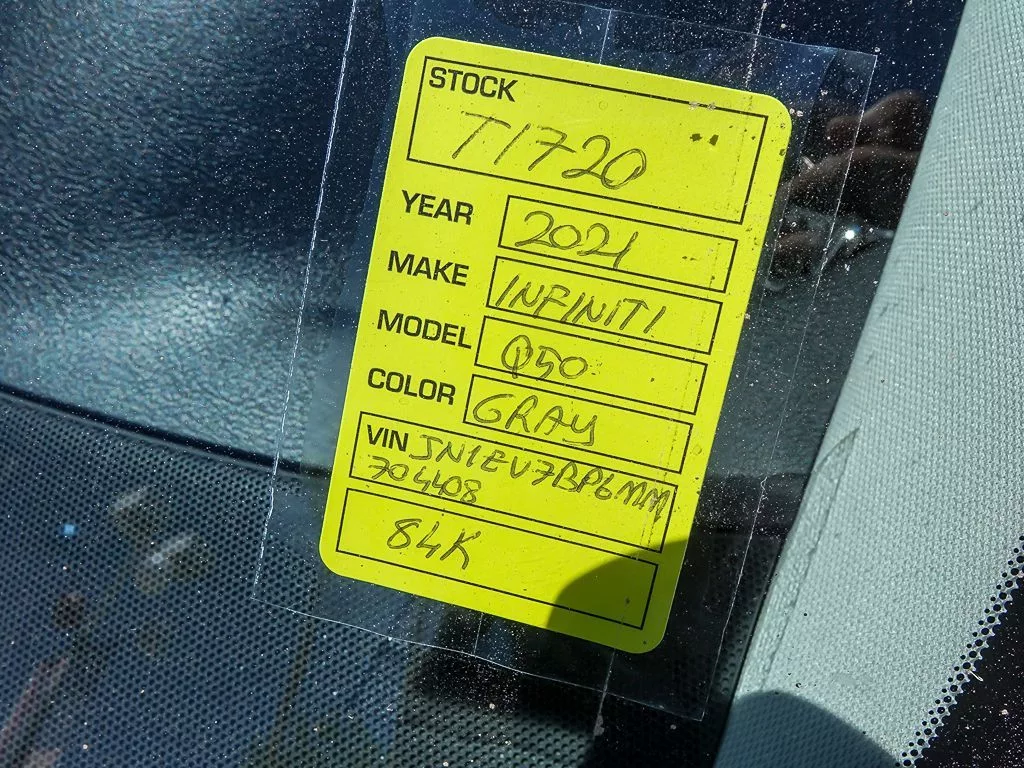 STOCK
T1720
YEAR 2021
MAKE INFINITI
MODEL Q50
COLOR GRAY
VIN JN1EV7BP6MM
704408
84K